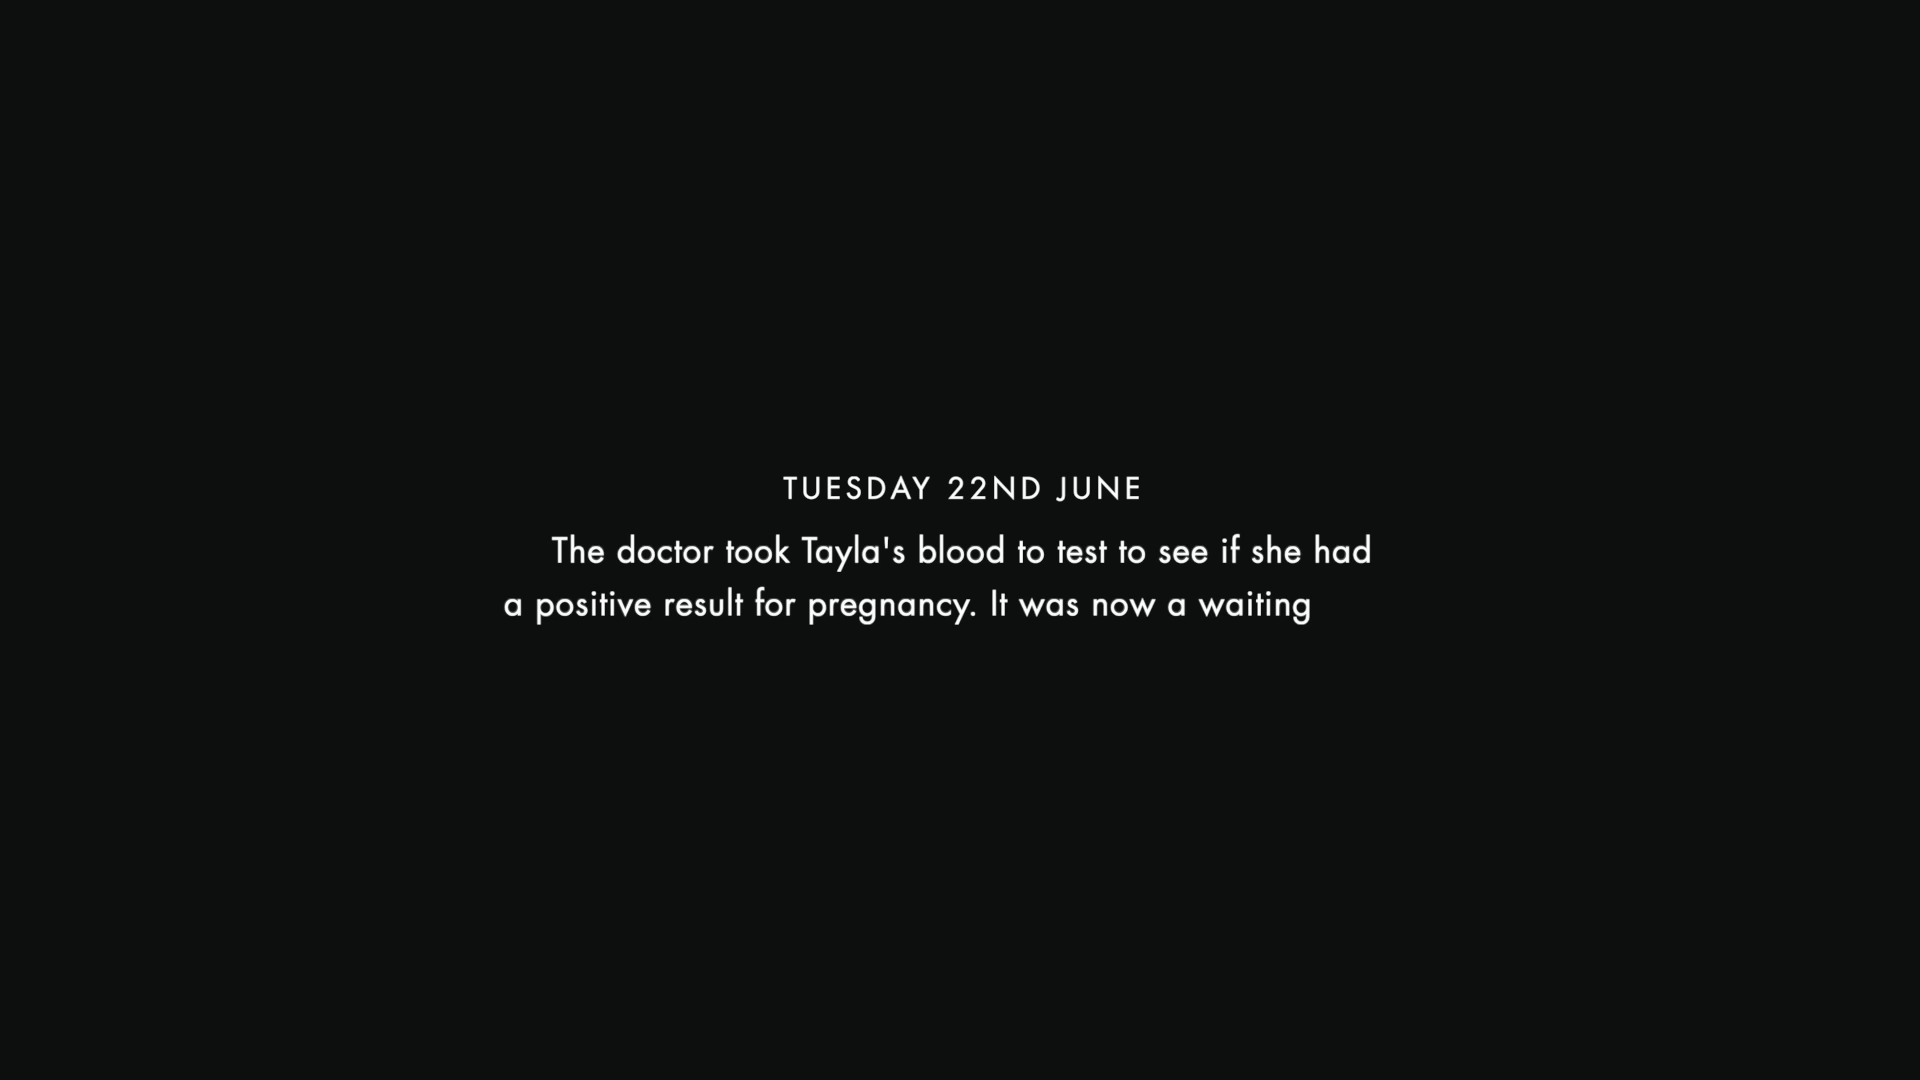 TUESDAY 22ND JUNE
The doctor took Tayla's blood to test to see if she had
a positive result for pregnancy. It was now a waiting